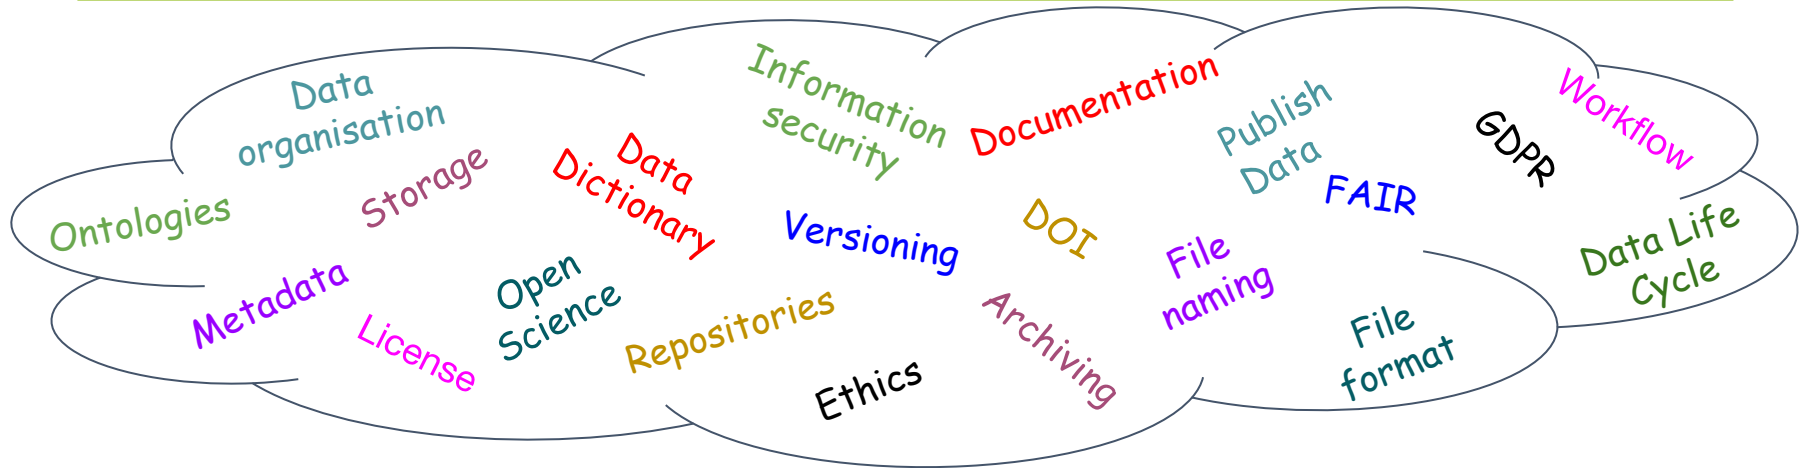 Data
organisation
Information
security
Documentation
Publish
Data
GDPR
Workflow
Ontologies
Storage
Data
Dictionary
Versioning
DOI
FAIR
File
naming
Data Life
Cycle
Metadata
License
Open
Science
Repositories
Ethics
Archiving
File
format